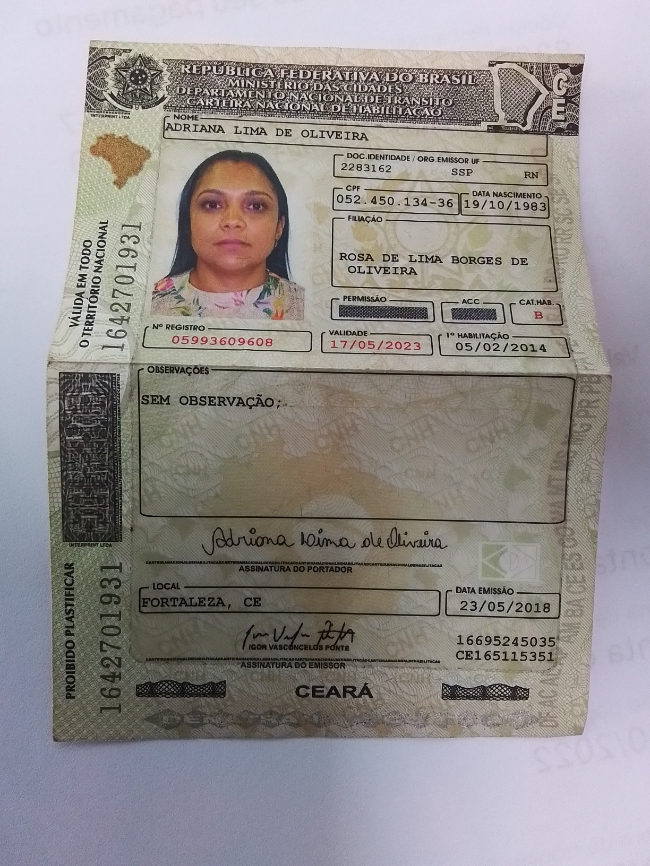 REPÚBLICA FEDERATIVA DO BRASIL
MINISTÉRIO DAS CIDADES
DEPARTAMENTO NACIONAL DE TRÂNSITO
CARTEIRA NACIONAL DE HABILITAÇÃO
CE
INTERPRINT LTDA
NOME
ADRIANA LIMA DE OLIVEIRA
DOC. IDENTIDADE / ORG. EMISSOR UF
2283162 SSP RN
CPF
052.450.134-36
DATA NASCIMENTO
19/10/1983
FILIAÇÃO
ROSA DE LIMA BORGES DE
OLIVEIRA
PERMISSÃO
ACC
CAT.HAB.
B
Nº REGISTRO
05993609608
VALIDADE
17/05/2023
1ª HABILITAÇÃO
05/02/2014
VÁLIDA EM TODO
O TERRITÓRIO NACIONAL
1642701931
OBSERVAÇÕES
SEM OBSERVAÇÃO;
Adriana Lima de Oliveira
ASSINATURA DO PORTADOR
INTERPRINT LTDA
LOCAL
FORTALEZA, CE
DATA EMISSÃO
23/05/2018
IGOR VASCONCELOS PONTE
ASSINATURA DO EMISSOR
16695245035
CE165115351
PROIBIDO PLASTIFICAR
1642701931
CEARÁ